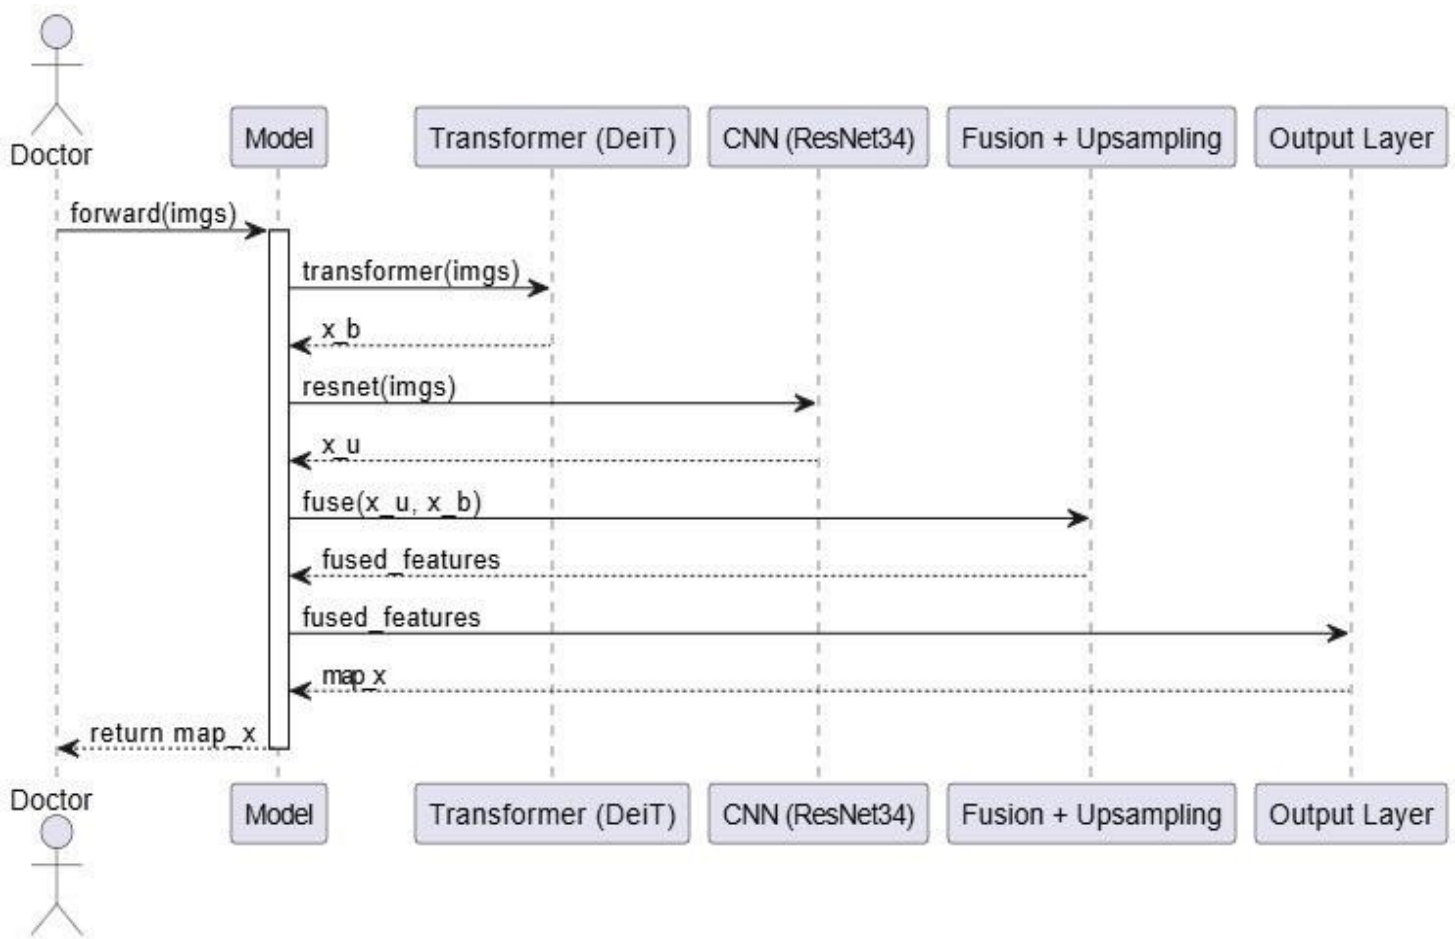 Doctor
Model
Transformer (DeiT)
CNN (ResNet34)
Fusion + Upsampling
Output Layer
forward(imgs)
transformer(imgs)
x_b
resnet(imgs)
x_u
fuse(x_u, x_b)
fused_features
fused_features
map_x
return map_x
Doctor
Model
Transformer (DeiT)
CNN (ResNet34)
Fusion + Upsampling
Output Layer